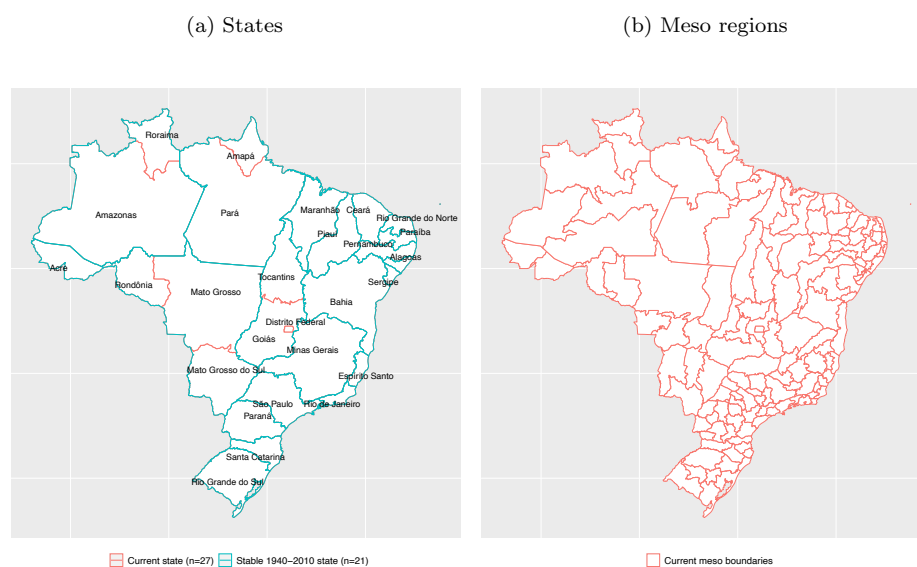 (a) States
(b) Meso regions
Roraima
Amapá
Amazonas
Pará
Maranhão
Ceará
Rio Grande do Norte
Paraíba
Piauí
Pernambuco
Alagoas
Acre
Tocantins
Sergipe
Rondônia
Mato Grosso
Bahia
Distrito Federal
Goiás
Minas Gerais
Mato Grosso do Sul
Espírito Santo
São Paulo
Rio de Janeiro
Paraná
Santa Catarina
Rio Grande do Sul
Current state (n=27)
Stable 1940−2010 state (n=21)
Current meso boundaries